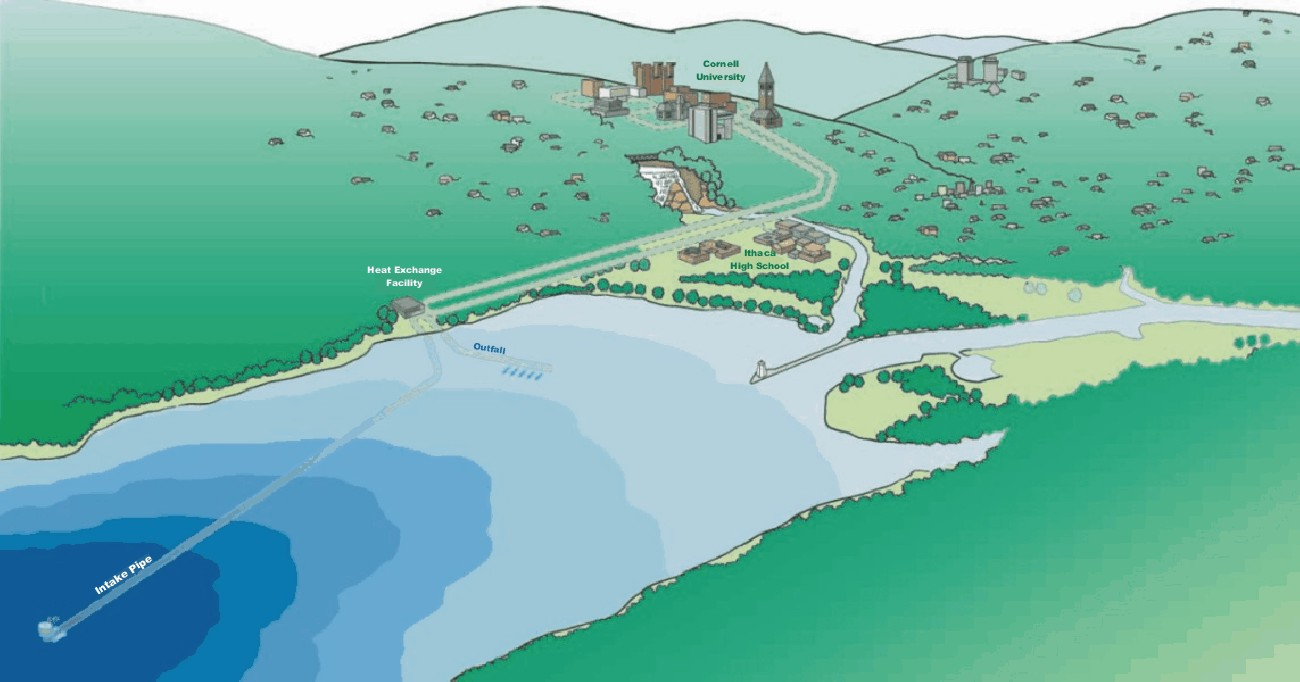 Cornell
University
Ithaca
High School
Heat Exchange
Facility
Outfall
Intake Pipe